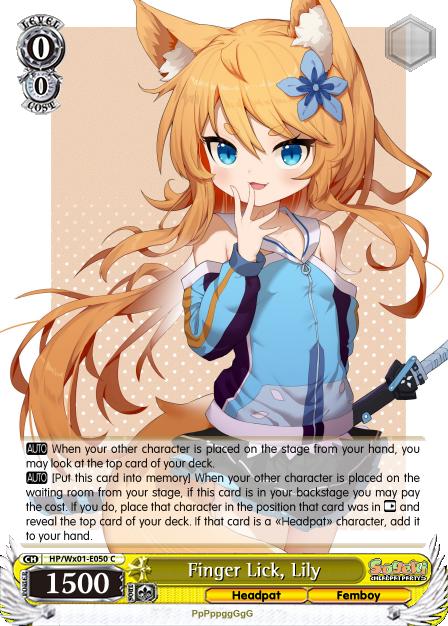 LEVEL
0
0
COST
AUTO When your other character is placed on the stage from your hand, you
may look at the top card of your deck.
AUTO [Put this card into memory] When your other character is placed on the
waiting room from your stage, if this card is in your backstage you may pay
the cost. If you do, place that character in the position that card was in and
reveal the top card of your deck. If that card is a «Headpat» character, add it
to your hand.
CH HP/Wx01-E050 C
POWER
1500
SOUL
Finger Lick, Lily
Headpat
Femboy
PpPppggGgG